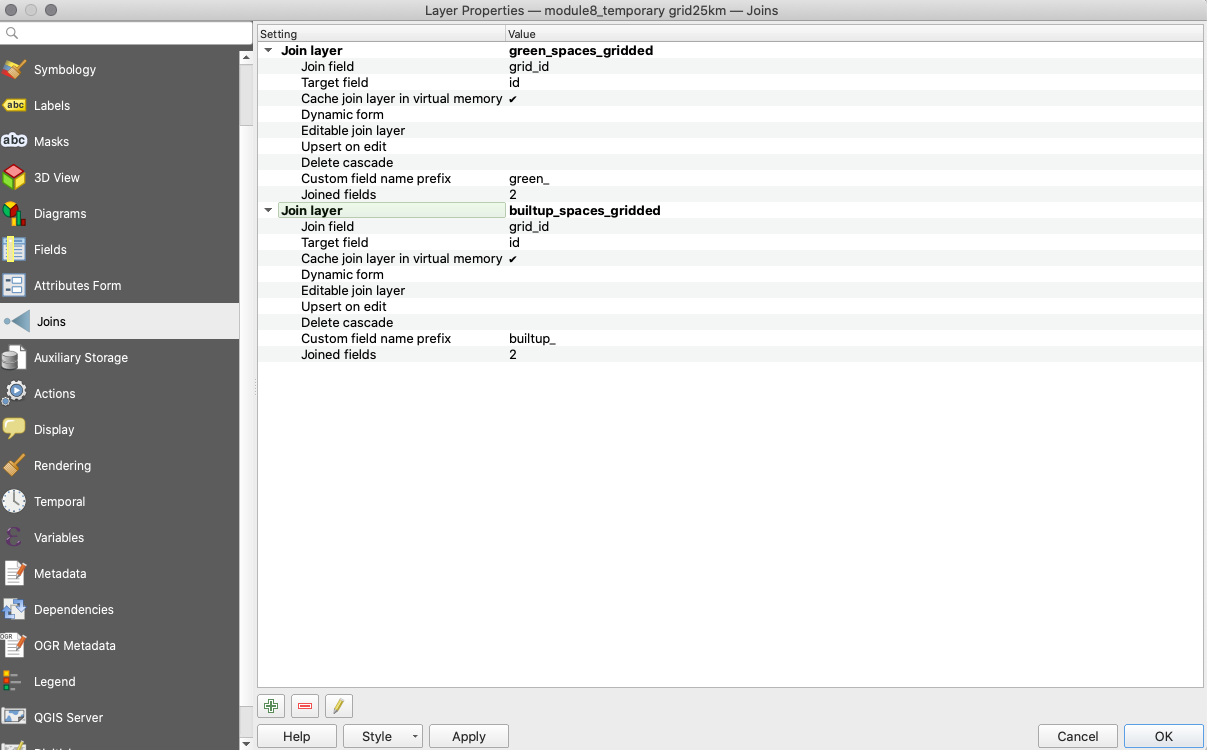 Layer Properties — module8_temporary grid25km — Joins
Symbology
abc Labels
abc Masks
3D View
Diagrams
Fields
Attributes Form
Joins
Auxiliary Storage
Actions
Display
Rendering
Temporal
Variables
Metadata
Dependencies
OGR OGR Metadata
Legend
QGIS Server
Setting Value
Join layer green_spaces_gridded
Join field grid_id
Target field id
Cache join layer in virtual memory ✔
Dynamic form
Editable join layer
Upsert on edit
Delete cascade
Custom field name prefix green_
Joined fields 2
Join layer builtup_spaces_gridded
Join field grid_id
Target field id
Cache join layer in virtual memory ✔
Dynamic form
Editable join layer
Upsert on edit
Delete cascade
Custom field name prefix builtup_
Joined fields 2
Help Style Apply Cancel OK